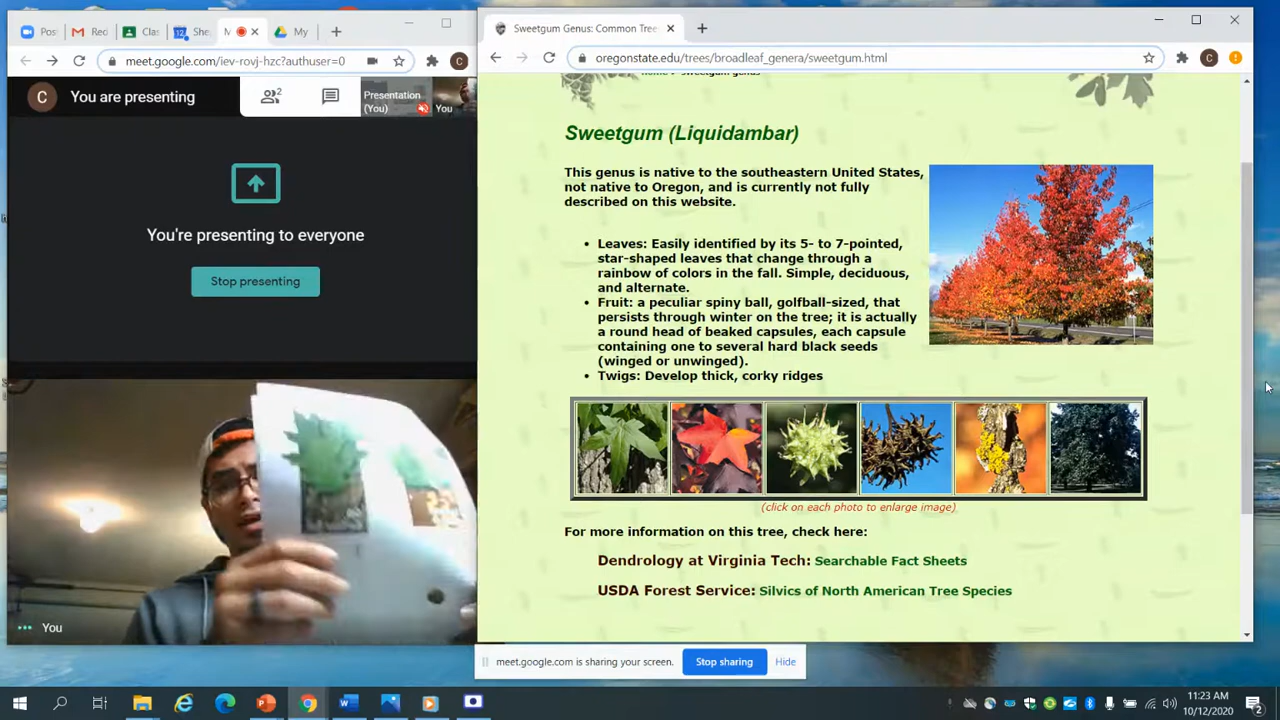 Pos
Red
Clas
She
M
My
Sweetgum Genus: Common Tree
meet.google.com/iev-rovj-hzc?authuser=0
C
oregonstate.edu/trees/broadleaf_genera/sweetgum.html
C
C
You are presenting
2
Presentation
(You)
You
You're presenting to everyone
Stop presenting
You
Sweetgum (Liquidambar)
This genus is native to the southeastern United States,
not native to Oregon, and is currently not fully
described on this website.
• Leaves: Easily identified by its 5- to 7-pointed,
star-shaped leaves that change through a
rainbow of colors in the fall. Simple, deciduous,
and alternate.
• Fruit: a peculiar spiny ball, golfball-sized, that
persists through winter on the tree; it is actually
a round head of beaked capsules, each capsule
containing one to several hard black seeds
(winged or unwinged).
• Twigs: Develop thick, corky ridges
(click on each photo to enlarge image)
For more information on this tree, check here:
Dendrology at Virginia Tech: Searchable Fact Sheets
USDA Forest Service: Silvics of North American Tree Species
meet.google.com is sharing your screen.
Stop sharing
Hide
11:23 AM
10/12/2020
2